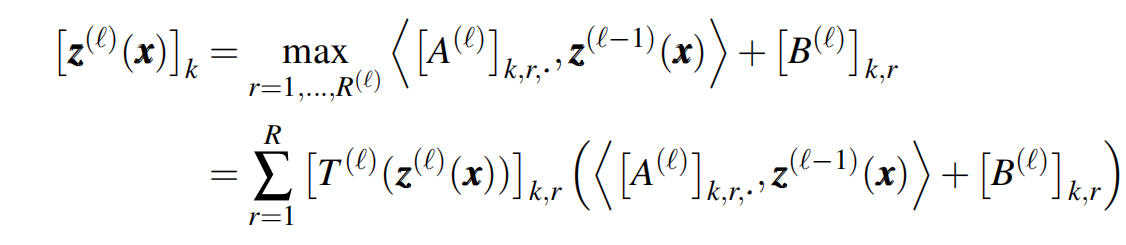 [z^{(ℓ)}(x)]_k = max_{r=1,...,R^{(ℓ)}} ⟨[A^{(ℓ)}]_{k,r,·}, z^{(ℓ−1)}(x)⟩ + [B^{(ℓ)}]_{k,r}
= ∑_{r=1}^{R} [T^{(ℓ)}(z^{(ℓ)}(x))]_{k,r} (⟨[A^{(ℓ)}]_{k,r,·}, z^{(ℓ−1)}(x)⟩ + [B^{(ℓ)}]_{k,r})